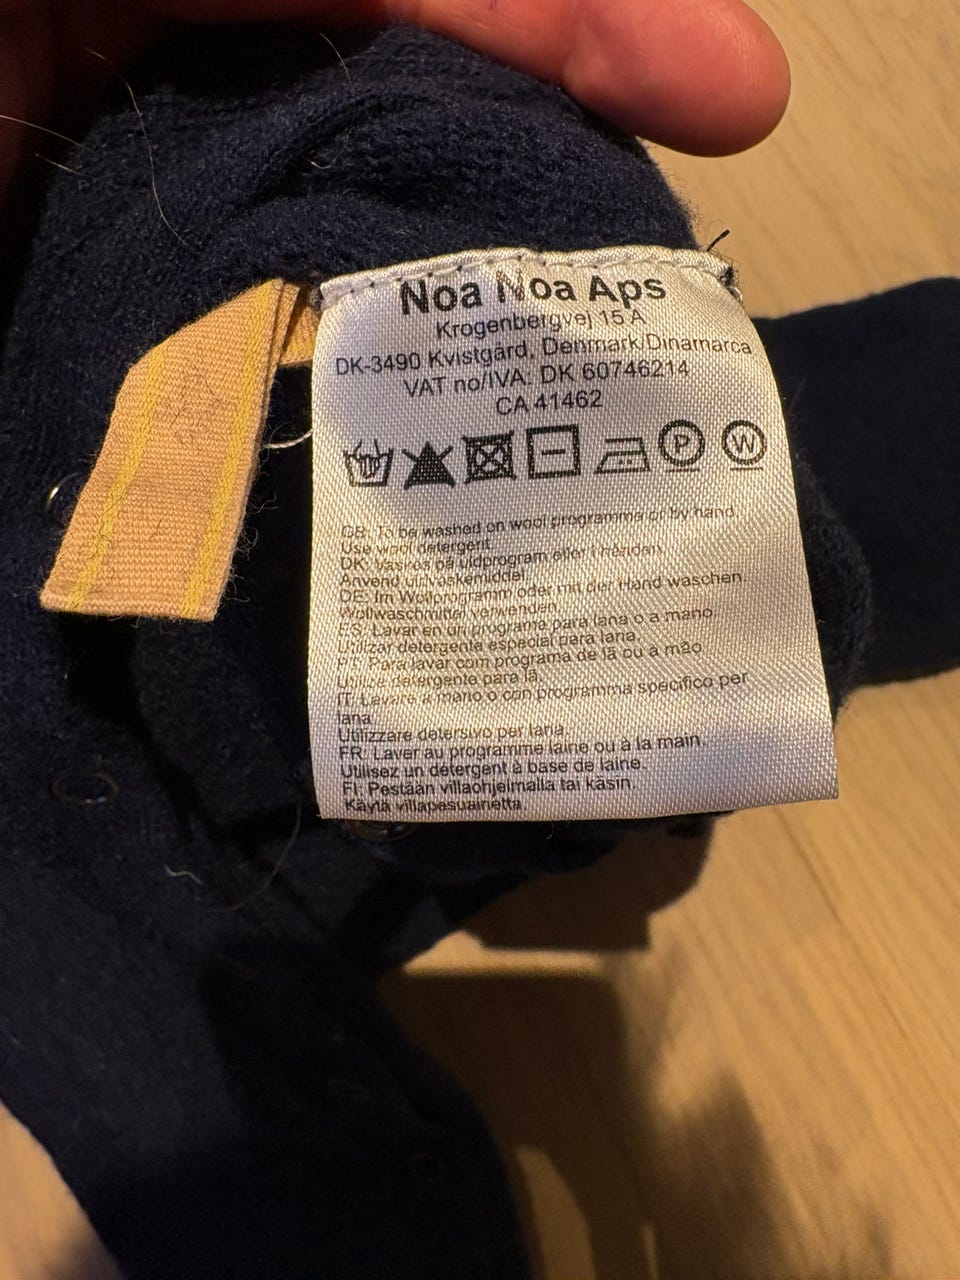 Noa Noa Aps
Krogenbergvej 15 A
DK-3490 Kvistgård, Denmark/Dinamarca
VAT no/IVA: DK 60746214
CA 41462
P W
GB: To be washed on wool programme or by hand.
Use wool detergent.
DK: Vaskes på uldprogram eller i hånden.
Anvend uldvaskemiddel.
DE: Im Wollprogramm oder mit der Hand waschen
Wollwaschmittel verwenden.
ES: Lavar en un programa para lana o a mano.
Utilizar detergente especial para lana.
PT: Para lavar com programa de lã ou a mão
Utilize detergente para lã.
IT: Lavare a mano o con programma specifico per
lana.
Utilizzare detersivo per lana.
FR: Laver au programme laine ou à la main.
Utilisez un détergent à base de laine.
FI: Pestään villaohjelmalla tai käsin.
Käytä villapesuainetta.